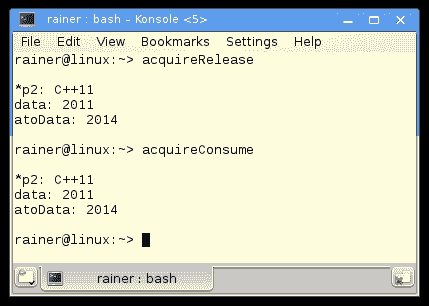 rainer : bash – Konsole <5>
File Edit View Bookmarks Settings Help
rainer@linux:~> acquireRelease
*p2: C++11
data: 2011
atoData: 2014
rainer@linux:~> acquireConsume
*p2: C++11
data: 2011
atoData: 2014
rainer@linux:~>
rainer : bash